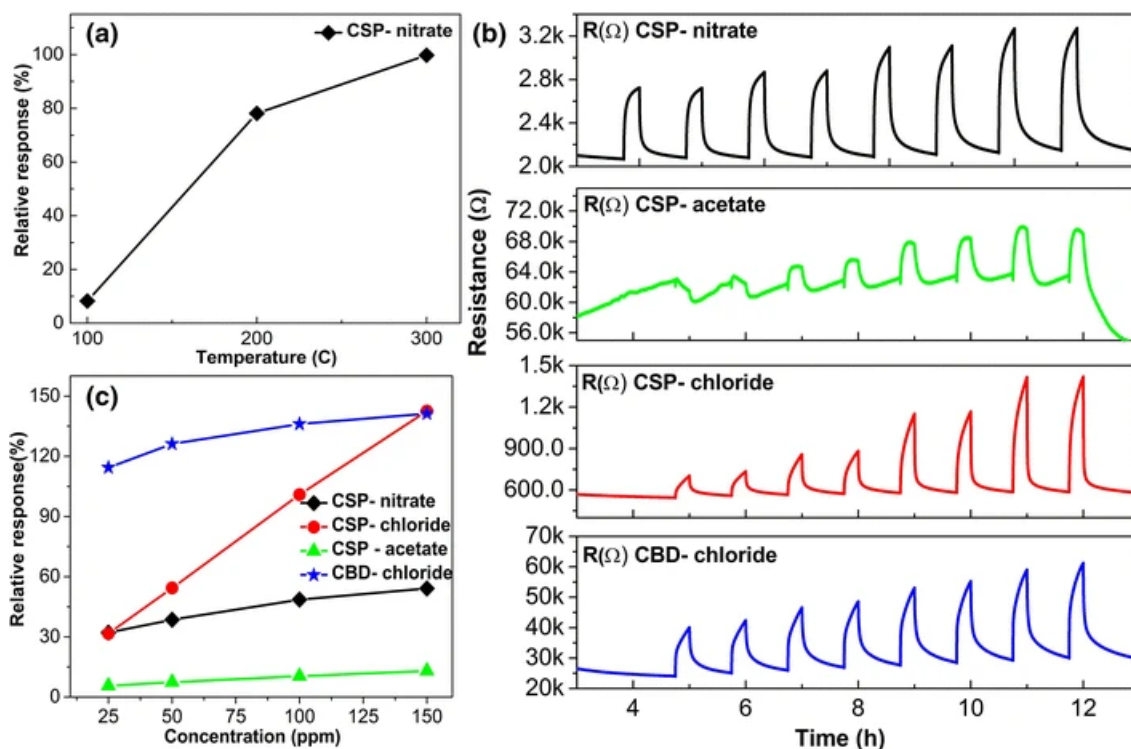 (a)
CSP- nitrate
100
80
60
40
20
0
Relative response (%)
100
200
300
Temperature (C)
(b)
R(Ω) CSP- nitrate
3.2k
2.8k
2.4k
2.0k
R(Ω) CSP- acetate
72.0k
68.0k
64.0k
60.0k
56.0k
Resistance (Ω)
R(Ω) CSP- chloride
1.5k
1.2k
900.0
600.0
R(Ω) CBD- chloride
70k
60k
50k
40k
30k
20k
4
6
8
10
12
Time (h)
(c)
150
120
90
60
30
0
Relative response(%)
CSP- nitrate
CSP- chloride
CSP - acetate
CBD- chloride
25
50
75
100
125
150
Concentration (ppm)